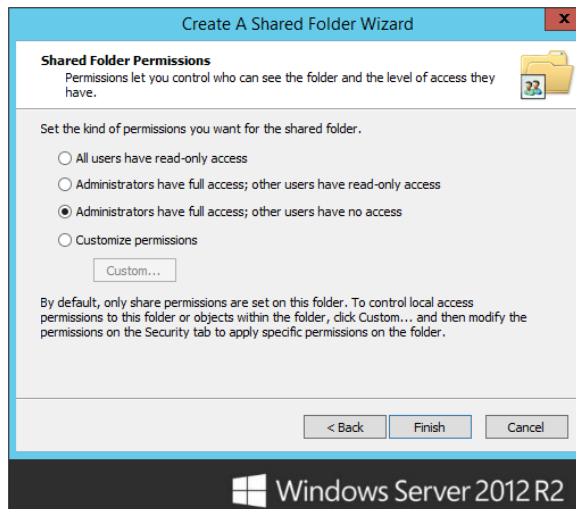 Create A Shared Folder Wizard
x
Shared Folder Permissions
Permissions let you control who can see the folder and the level of access they
have.
Set the kind of permissions you want for the shared folder.
All users have read-only access
Administrators have full access; other users have read-only access
Administrators have full access; other users have no access
Customize permissions
Custom...
By default, only share permissions are set on this folder. To control local access
permissions to this folder or objects within the folder, click Custom... and then modify the
permissions on the Security tab to apply specific permissions on the folder.
< Back Finish Cancel
Windows Server 2012 R2